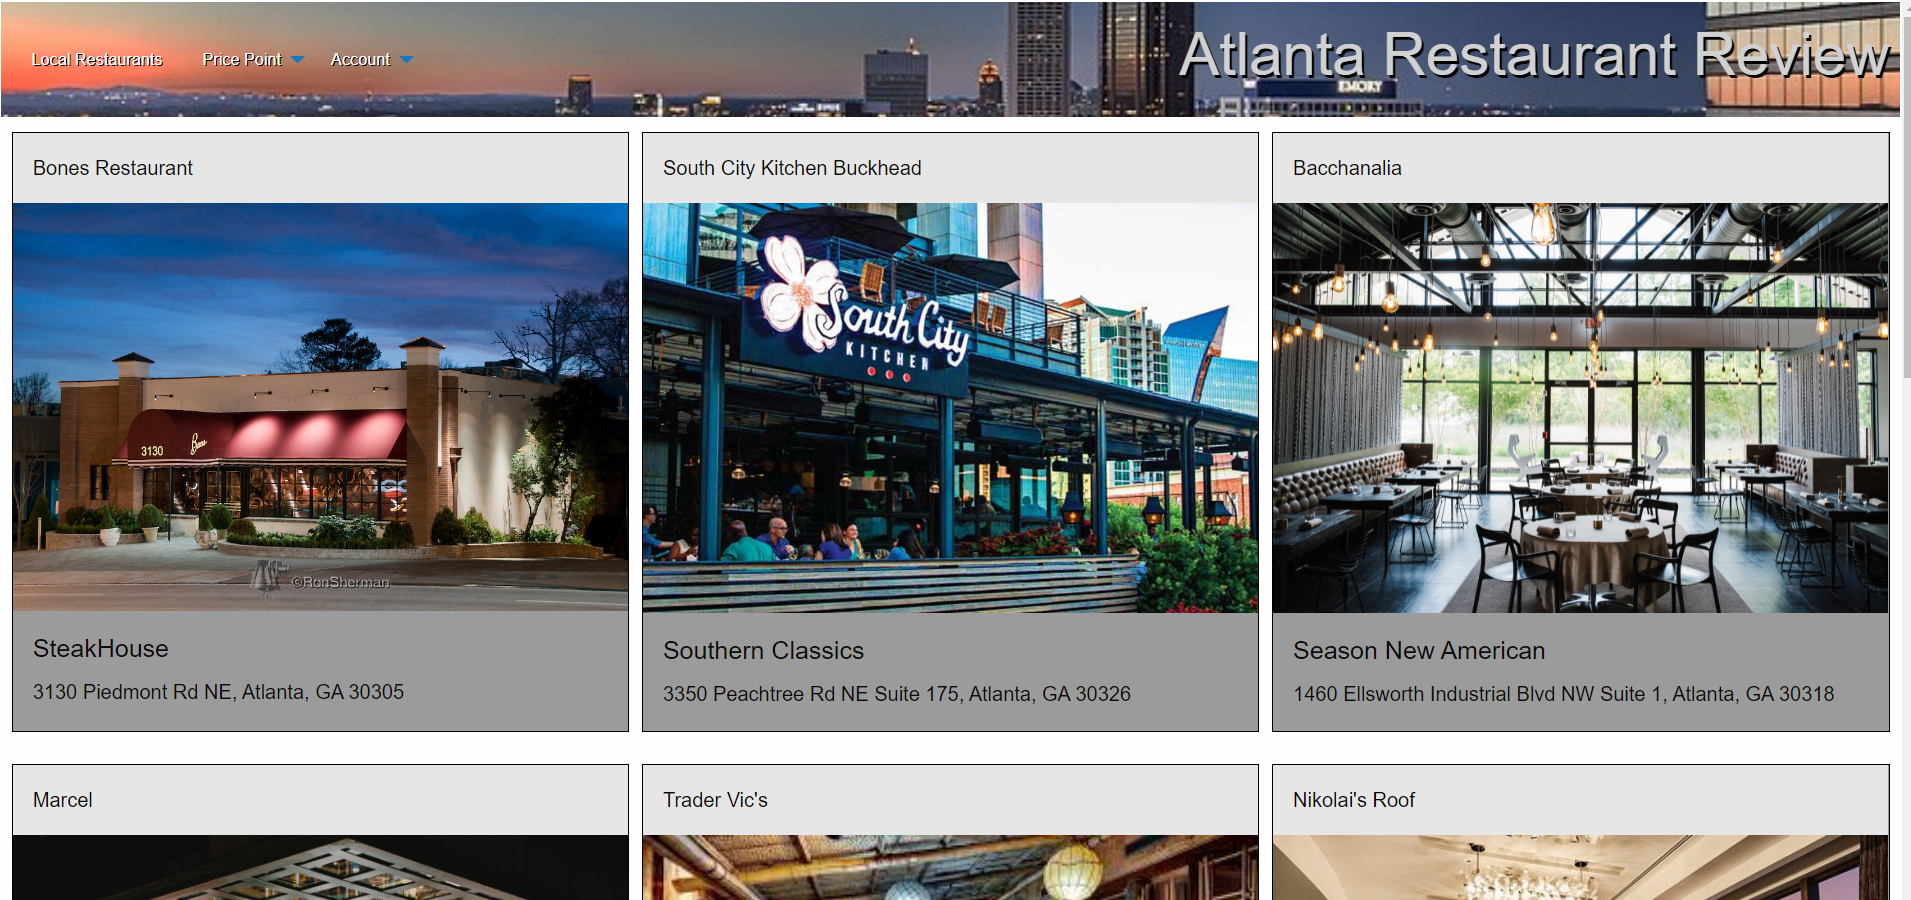 Local Restaurants Price Point Account
Atlanta Restaurant Review
EMORY
Bones Restaurant
3130 Bones
©RonSherman
SteakHouse
3130 Piedmont Rd NE, Atlanta, GA 30305
South City Kitchen Buckhead
South City
KITCHEN
Southern Classics
3350 Peachtree Rd NE Suite 175, Atlanta, GA 30326
Bacchanalia
Season New American
1460 Ellsworth Industrial Blvd NW Suite 1, Atlanta, GA 30318
Marcel
Trader Vic's
Nikolai's Roof